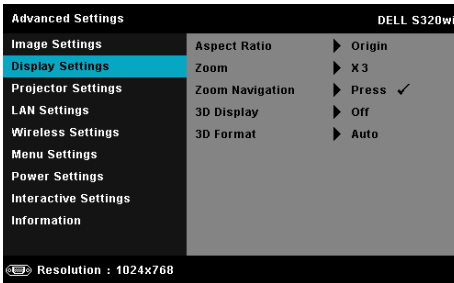 Advanced Settings DELL S320wi
Image Settings
Display Settings
Projector Settings
LAN Settings
Wireless Settings
Menu Settings
Power Settings
Interactive Settings
Information
Aspect Ratio Origin
Zoom X3
Zoom Navigation Press ✓
3D Display Off
3D Format Auto
Resolution : 1024x768